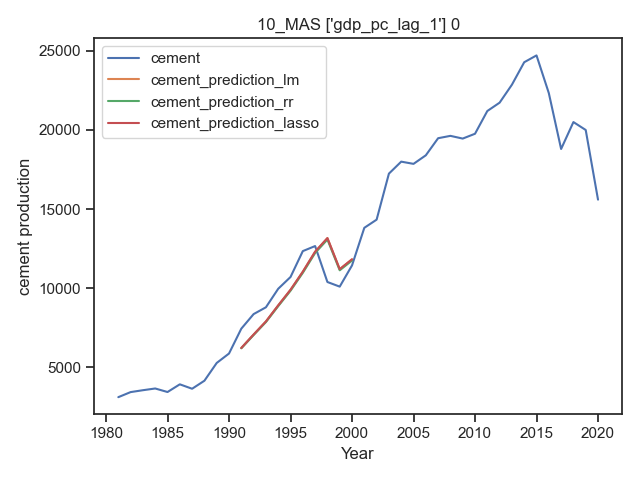 10_MAS ['gdp_pc_lag_1'] 0
cement
cement_prediction_lm
cement_prediction_rr
cement_prediction_lasso
25000
20000
15000
10000
5000
cement production
1980 1985 1990 1995 2000 2005 2010 2015 2020
Year